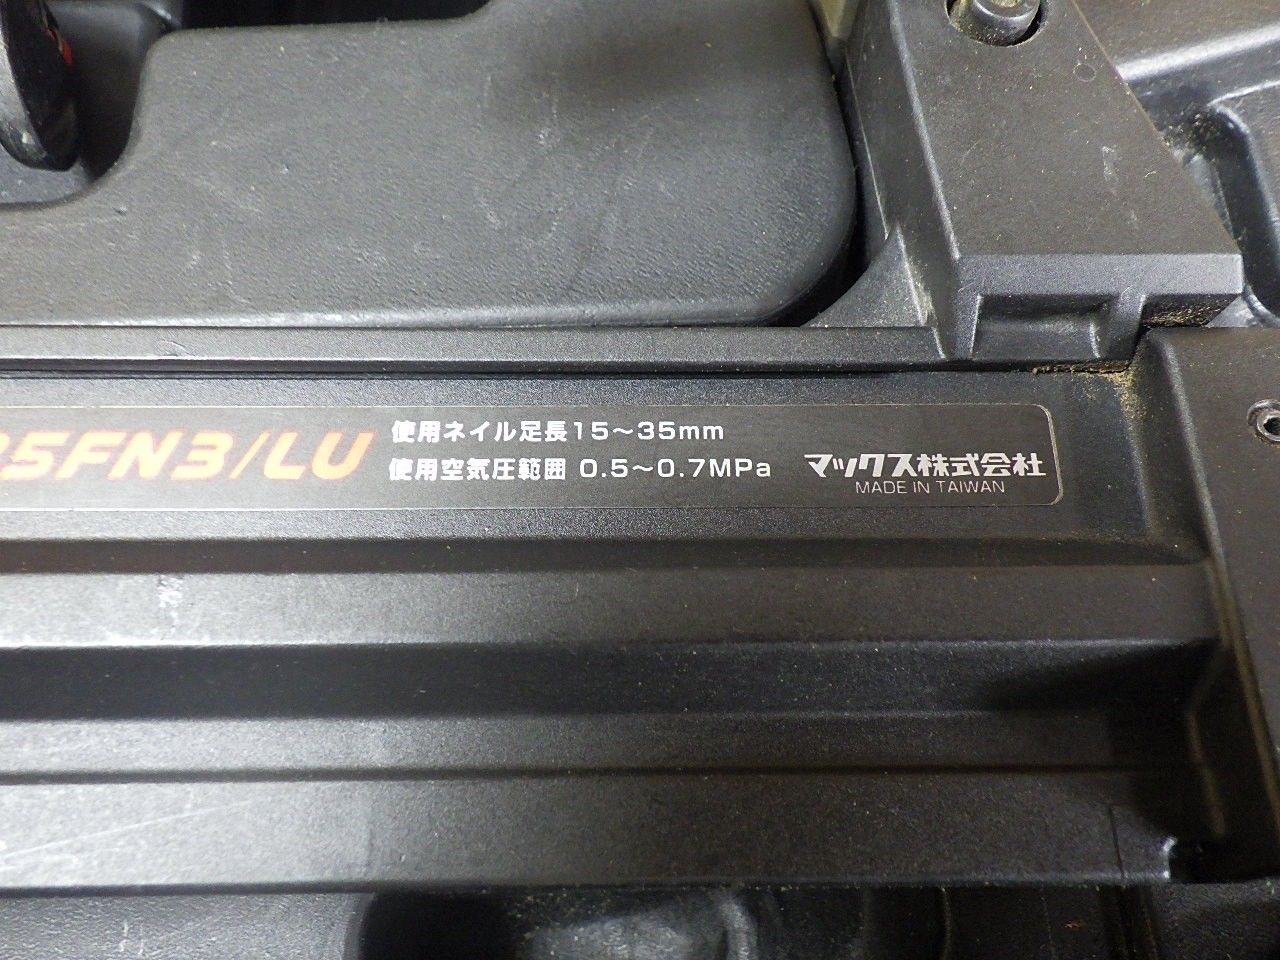 35FN3/LU
使用ネイル足長15～35mm
使用空気圧範囲 0.5～0.7MPa
マックス株式会社
MADE IN TAIWAN